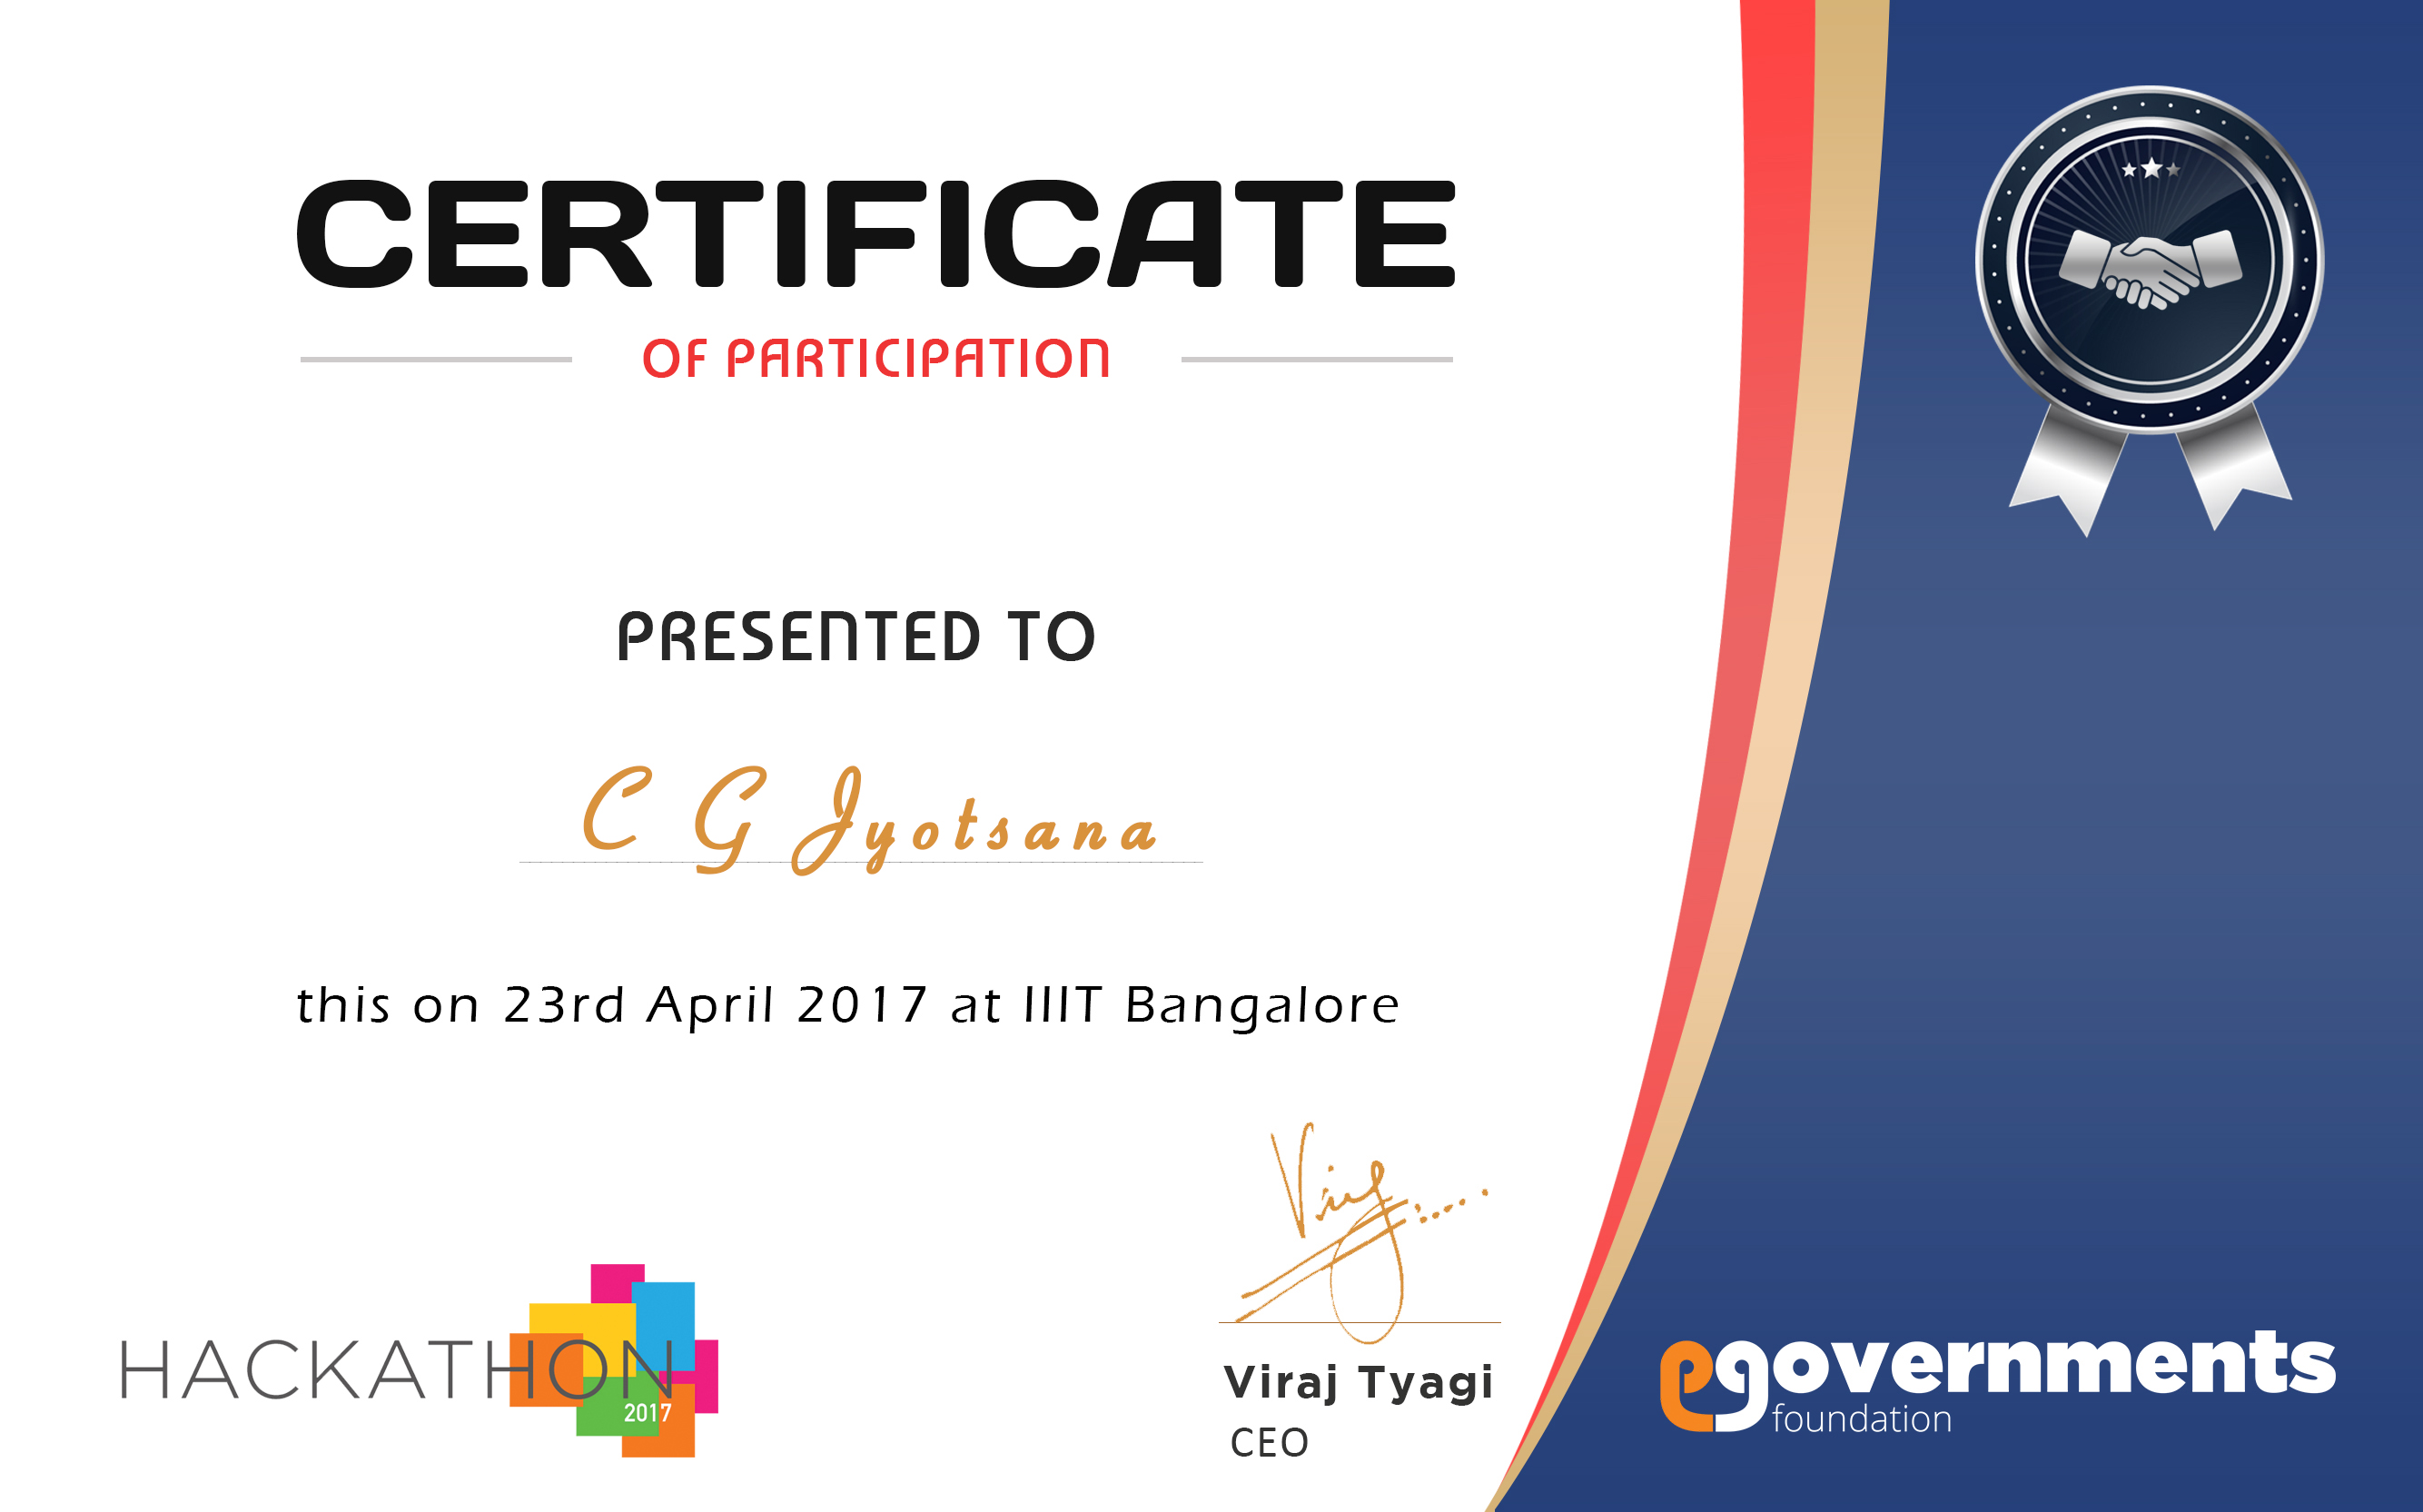 CERTIFICATE
OF PARTICIPATION
PRESENTED TO
C G Jyotsana
this on 23rd April 2017 at IIIT Bangalore
Viraj
HACKATHON
2017
Viraj Tyagi
CEO
egovernments
foundation